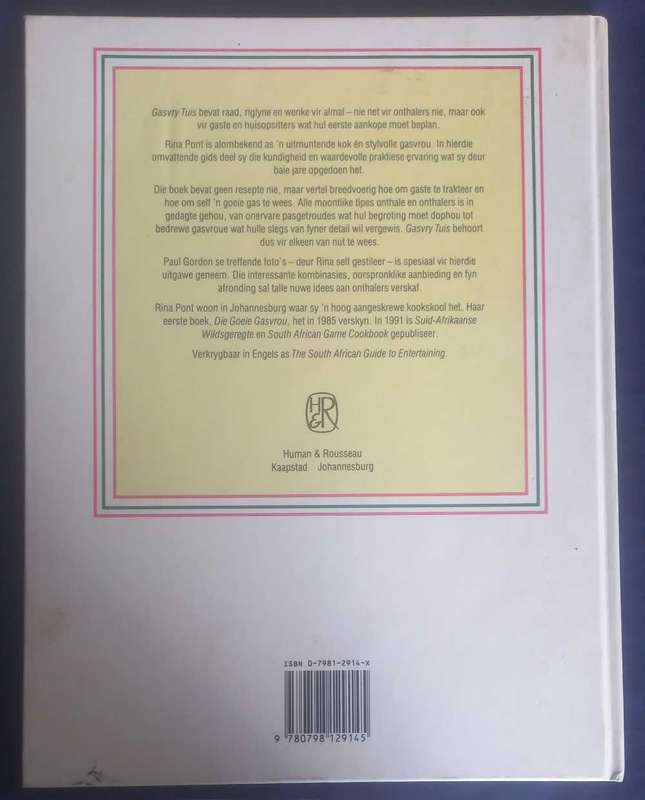 Gasvry Tuis bevat raad, riglyne en wenke vir almal – nie net vir onthalers nie, maar ook
vir gaste en huisopsitters wat hul eerste aankope moet beplan.
Rina Pont is alombekend as 'n uitmuntende kok én stylvolle gasvrou. In hierdie
omvattende gids deel sy die kundigheid en waardevolle praktiese ervaring wat sy deur
baie jare opgedoen het.
Die boek bevat geen resepte nie, maar vertel breedvoerig hoe om gaste te trakteer en
hoe om self 'n goeie gas te wees. Alle moontlike tipes onthale en onthalers is in
gedagte gehou, van onervare pasgetroudes wat hul begroting moet dophou tot
bedrewe gasvroue wat hulle slegs van fyner detail wil vergewis. Gasvry Tuis behoort
dus vir elkeen van nut te wees.
Paul Gordon se treffende foto's – deur Rina self gestileer – is spesiaal vir hierdie
uitgawe geneem. Die interessante kombinasies, oorspronklike aanbieding en fyn
afronding sal talle nuwe idees aan onthalers verskaf.
Rina Pont woon in Johannesburg waar sy 'n hoog aangeskrewe kookskool het. Haar
eerste boek, Die Goeie Gasvrou, het in 1985 verskyn. In 1991 is Suid-Afrikaanse
Wildsgeregte en South African Game Cookbook gepubliseer.
Verkrygbaar in Engels as The South African Guide to Entertaining.
H&R
Human & Rousseau
Kaapstad Johannesburg
ISBN 0-7981-2914-X
9 780798 129145